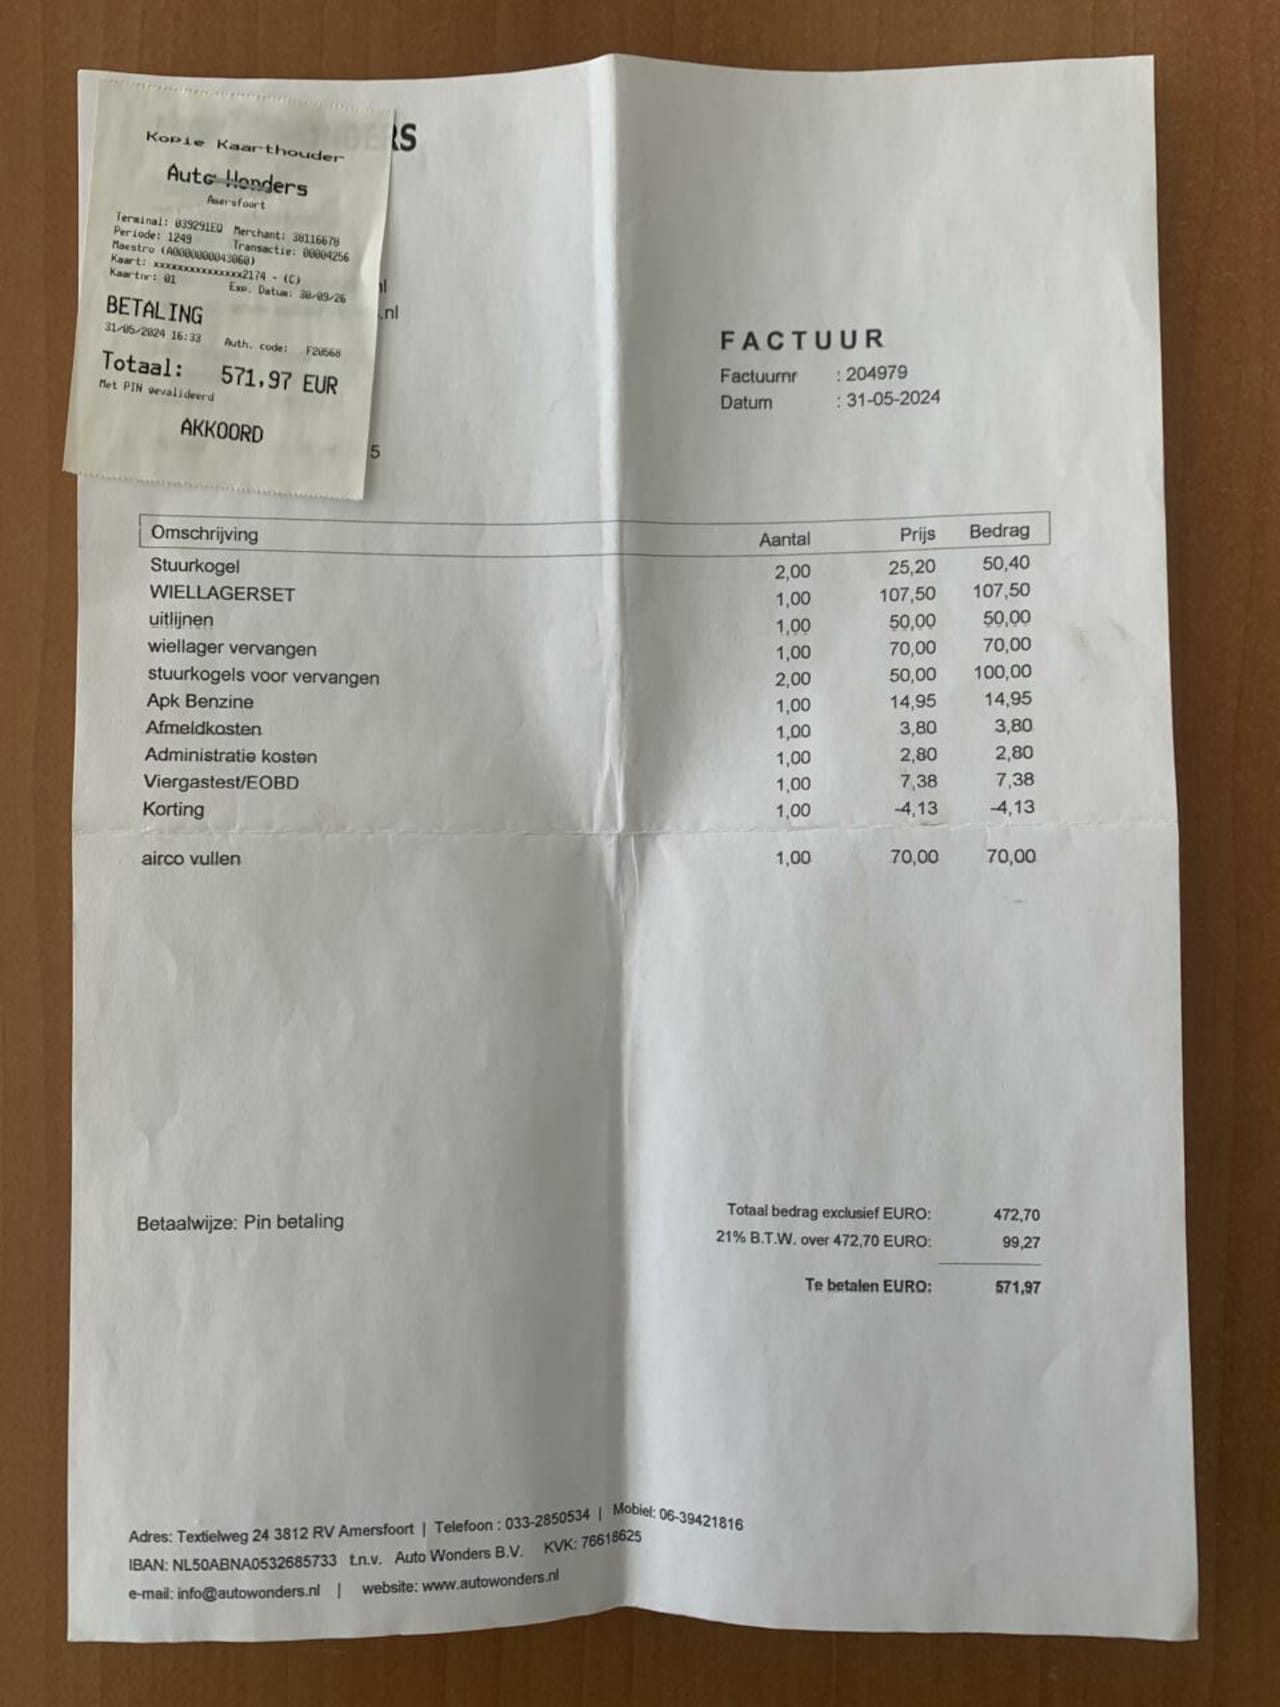 Kopie Kaarthouder
Auto Wonders
Amersfoort
Terminal: 039291EQ Merchant: 38116678
Periode: 1249 Transactie: 00004256
Maestro (A0000000043060)
Kaart: xxxxxxxxxxxxxxx2174 - (C)
Kaartnr: 01 Exp. Datum: 30/09/26
BETALING
31/05/2024 16:33 Auth. code: F20568
Totaal: 571,97 EUR
Met PIN gevalideerd
AKKOORD
RS
nl
.nl
5
FACTUUR
Factuurnr : 204979
Datum : 31-05-2024
Omschrijving Aantal Prijs Bedrag
Stuurkogel 2,00 25,20 50,40
WIELLAGERSET 1,00 107,50 107,50
uitlijnen 1,00 50,00 50,00
wiellager vervangen 1,00 70,00 70,00
stuurkogels voor vervangen 2,00 50,00 100,00
Apk Benzine 1,00 14,95 14,95
Afmeldkosten 1,00 3,80 3,80
Administratie kosten 1,00 2,80 2,80
Viergastest/EOBD 1,00 7,38 7,38
Korting 1,00 -4,13 -4,13
airco vullen 1,00 70,00 70,00
Betaalwijze: Pin betaling
Totaal bedrag exclusief EURO: 472,70
21% B.T.W. over 472,70 EURO: 99,27
Te betalen EURO: 571,97
Adres: Textielweg 24 3812 RV Amersfoort | Telefoon : 033-2850534 | Mobiel: 06-39421816
IBAN: NL50ABNA0532685733 t.n.v. Auto Wonders B.V. KVK: 76618625
e-mail: info@autowonders.nl | website: www.autowonders.nl